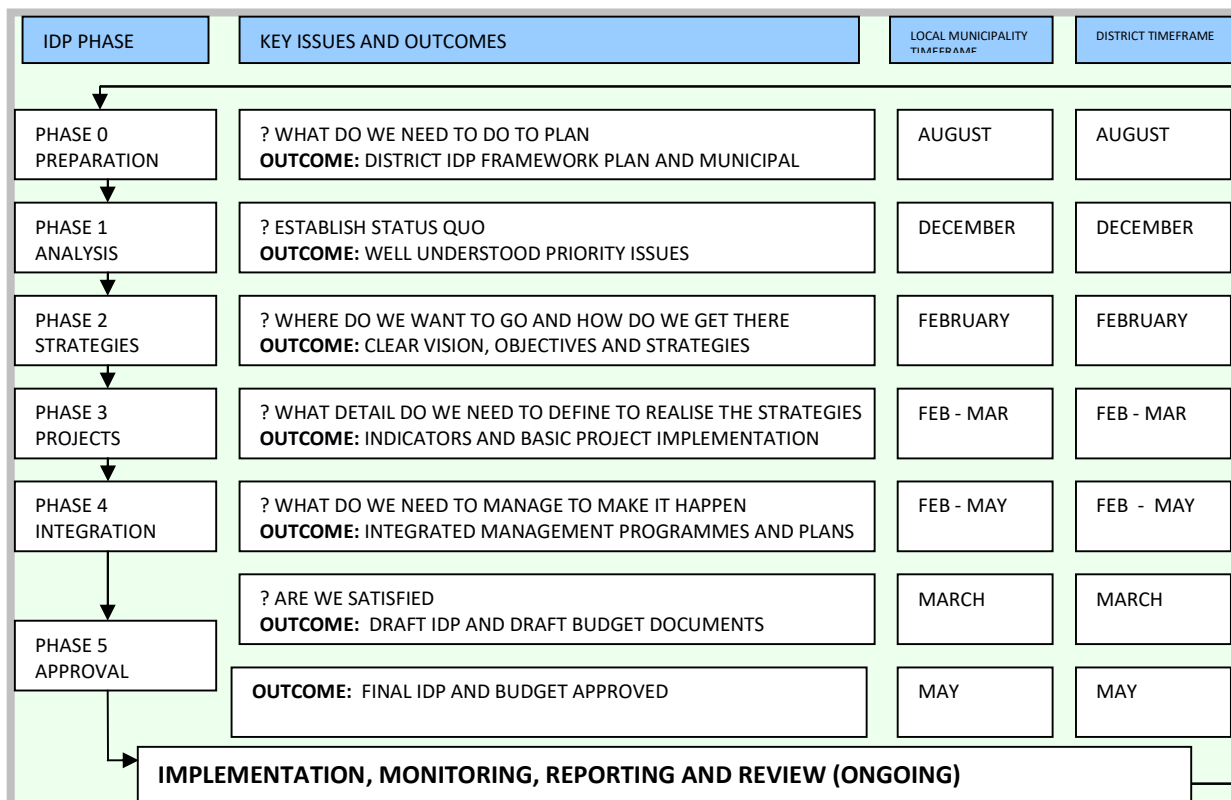 IDP PHASE
KEY ISSUES AND OUTCOMES
LOCAL MUNICIPALITY
TIMEFRAME
DISTRICT TIMEFRAME
PHASE 0
PREPARATION
? WHAT DO WE NEED TO DO TO PLAN
OUTCOME: DISTRICT IDP FRAMEWORK PLAN AND MUNICIPAL
AUGUST
AUGUST
PHASE 1
ANALYSIS
? ESTABLISH STATUS QUO
OUTCOME: WELL UNDERSTOOD PRIORITY ISSUES
DECEMBER
DECEMBER
PHASE 2
STRATEGIES
? WHERE DO WE WANT TO GO AND HOW DO WE GET THERE
OUTCOME: CLEAR VISION, OBJECTIVES AND STRATEGIES
FEBRUARY
FEBRUARY
PHASE 3
PROJECTS
? WHAT DETAIL DO WE NEED TO DEFINE TO REALISE THE STRATEGIES
OUTCOME: INDICATORS AND BASIC PROJECT IMPLEMENTATION
FEB - MAR
FEB - MAR
PHASE 4
INTEGRATION
? WHAT DO WE NEED TO MANAGE TO MAKE IT HAPPEN
OUTCOME: INTEGRATED MANAGEMENT PROGRAMMES AND PLANS
FEB - MAY
FEB - MAY
PHASE 5
APPROVAL
? ARE WE SATISFIED
OUTCOME: DRAFT IDP AND DRAFT BUDGET DOCUMENTS
MARCH
MARCH
OUTCOME: FINAL IDP AND BUDGET APPROVED
MAY
MAY
IMPLEMENTATION, MONITORING, REPORTING AND REVIEW (ONGOING)